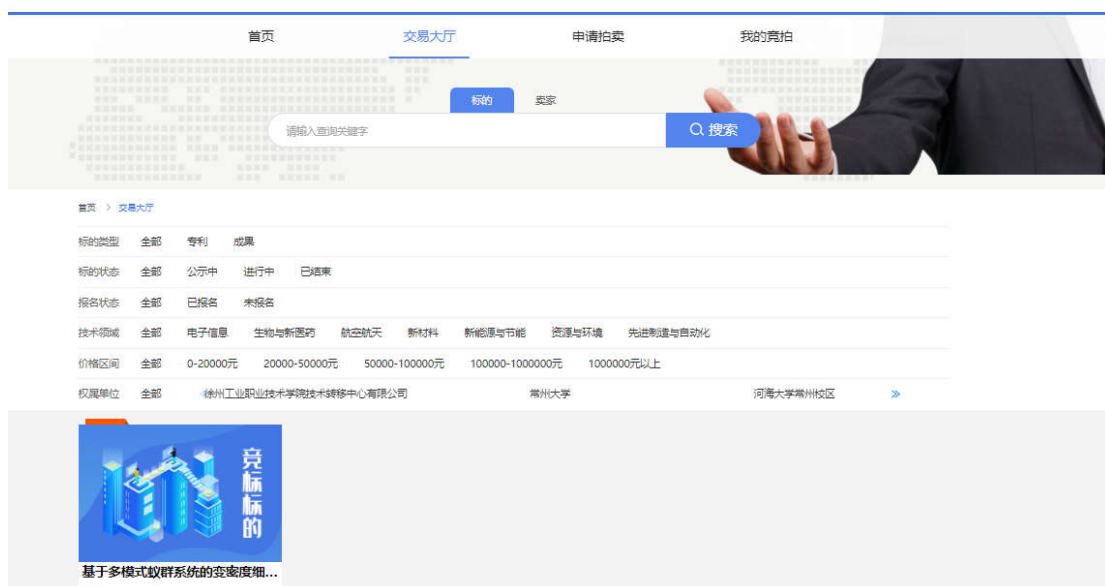 首页 交易大厅 申请拍卖 我的竞拍
标的 卖家
请输入查询关键字 搜索
首页 > 交易大厅
标的类型 全部 专利 成果
标的状态 全部 公示中 进行中 已结束
报名状态 全部 已报名 未报名
技术领域 全部 电子信息 生物与新医药 航空航天 新材料 新能源与节能 资源与环境 先进制造与自动化
价格区间 全部 0-20000元 20000-50000元 50000-100000元 100000-1000000元 1000000元以上
权属单位 全部 徐州工业职业技术学院技术转移中心有限公司 常州大学 河海大学常州校区 »
竞标标的
基于多模式蚁群系统的变密度细...